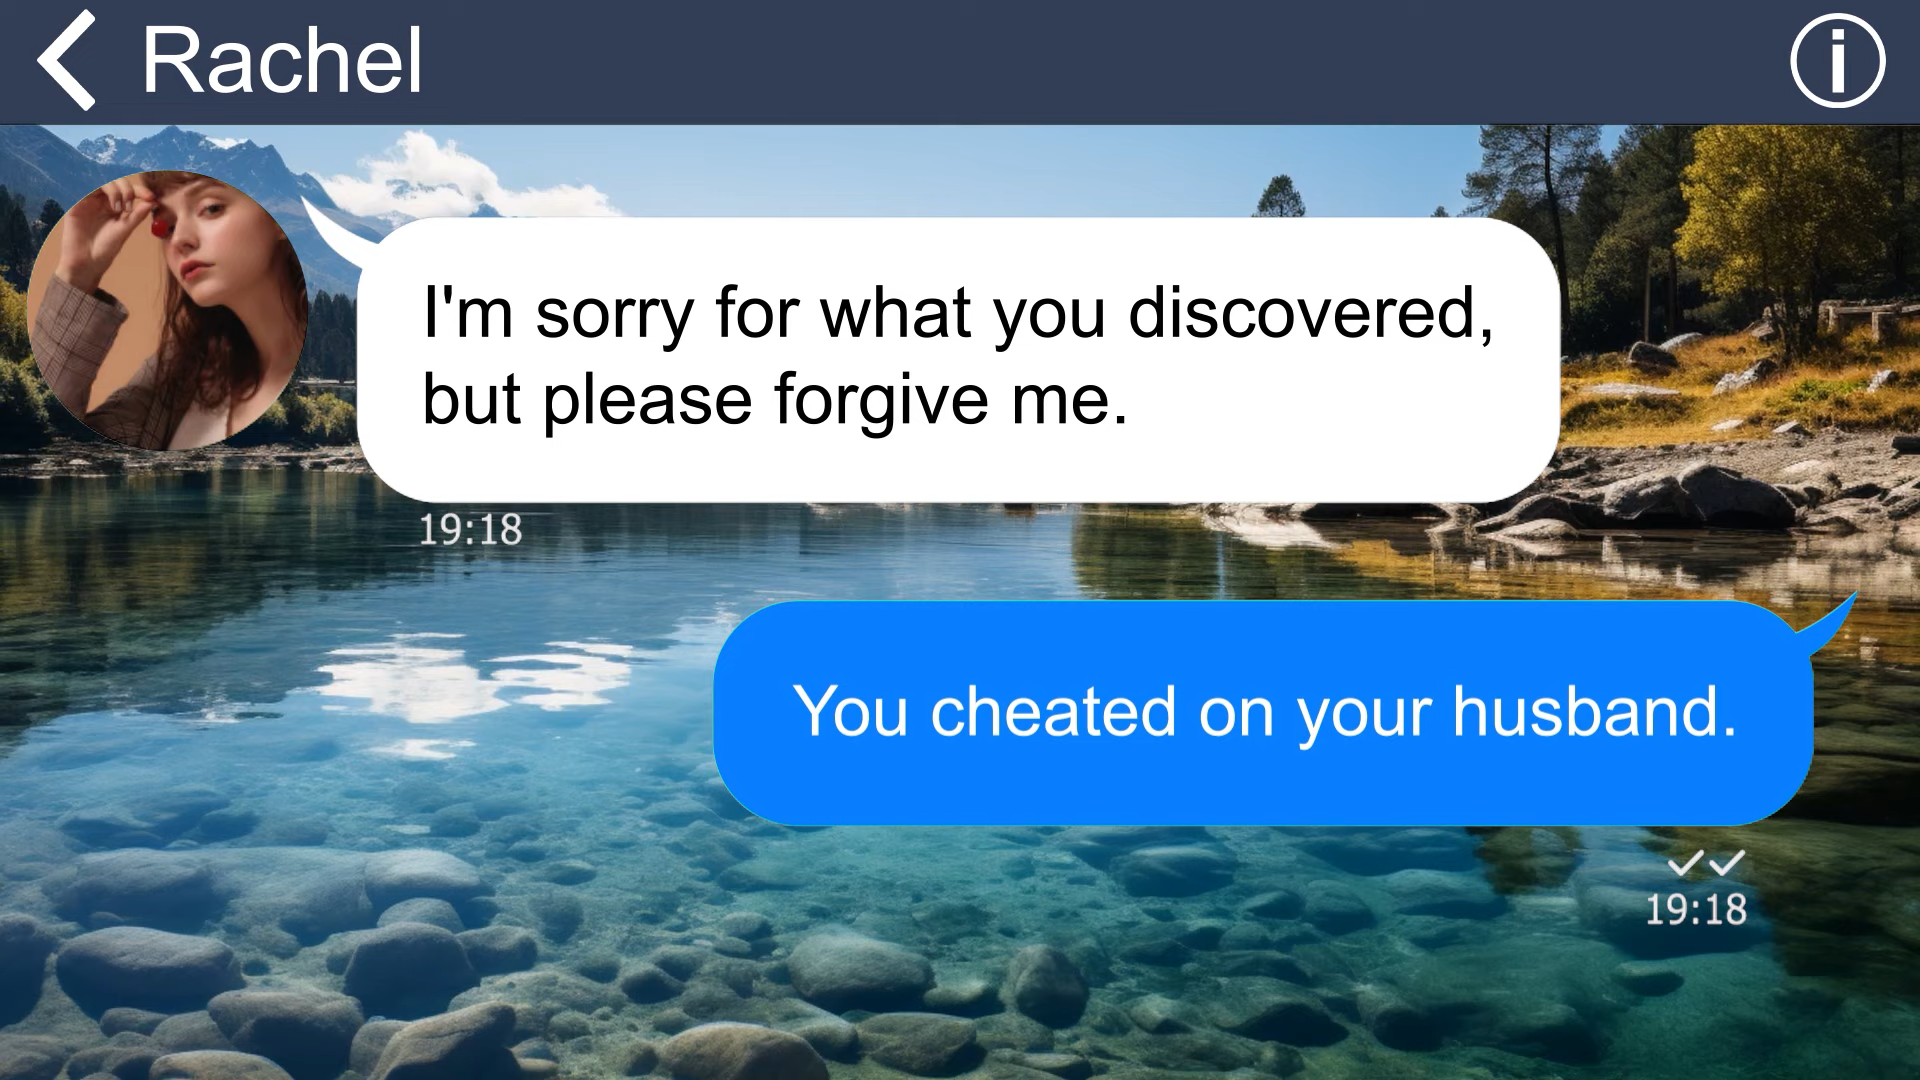 Rachel
I'm sorry for what you discovered,
but please forgive me.
19:18
You cheated on your husband.
19:18